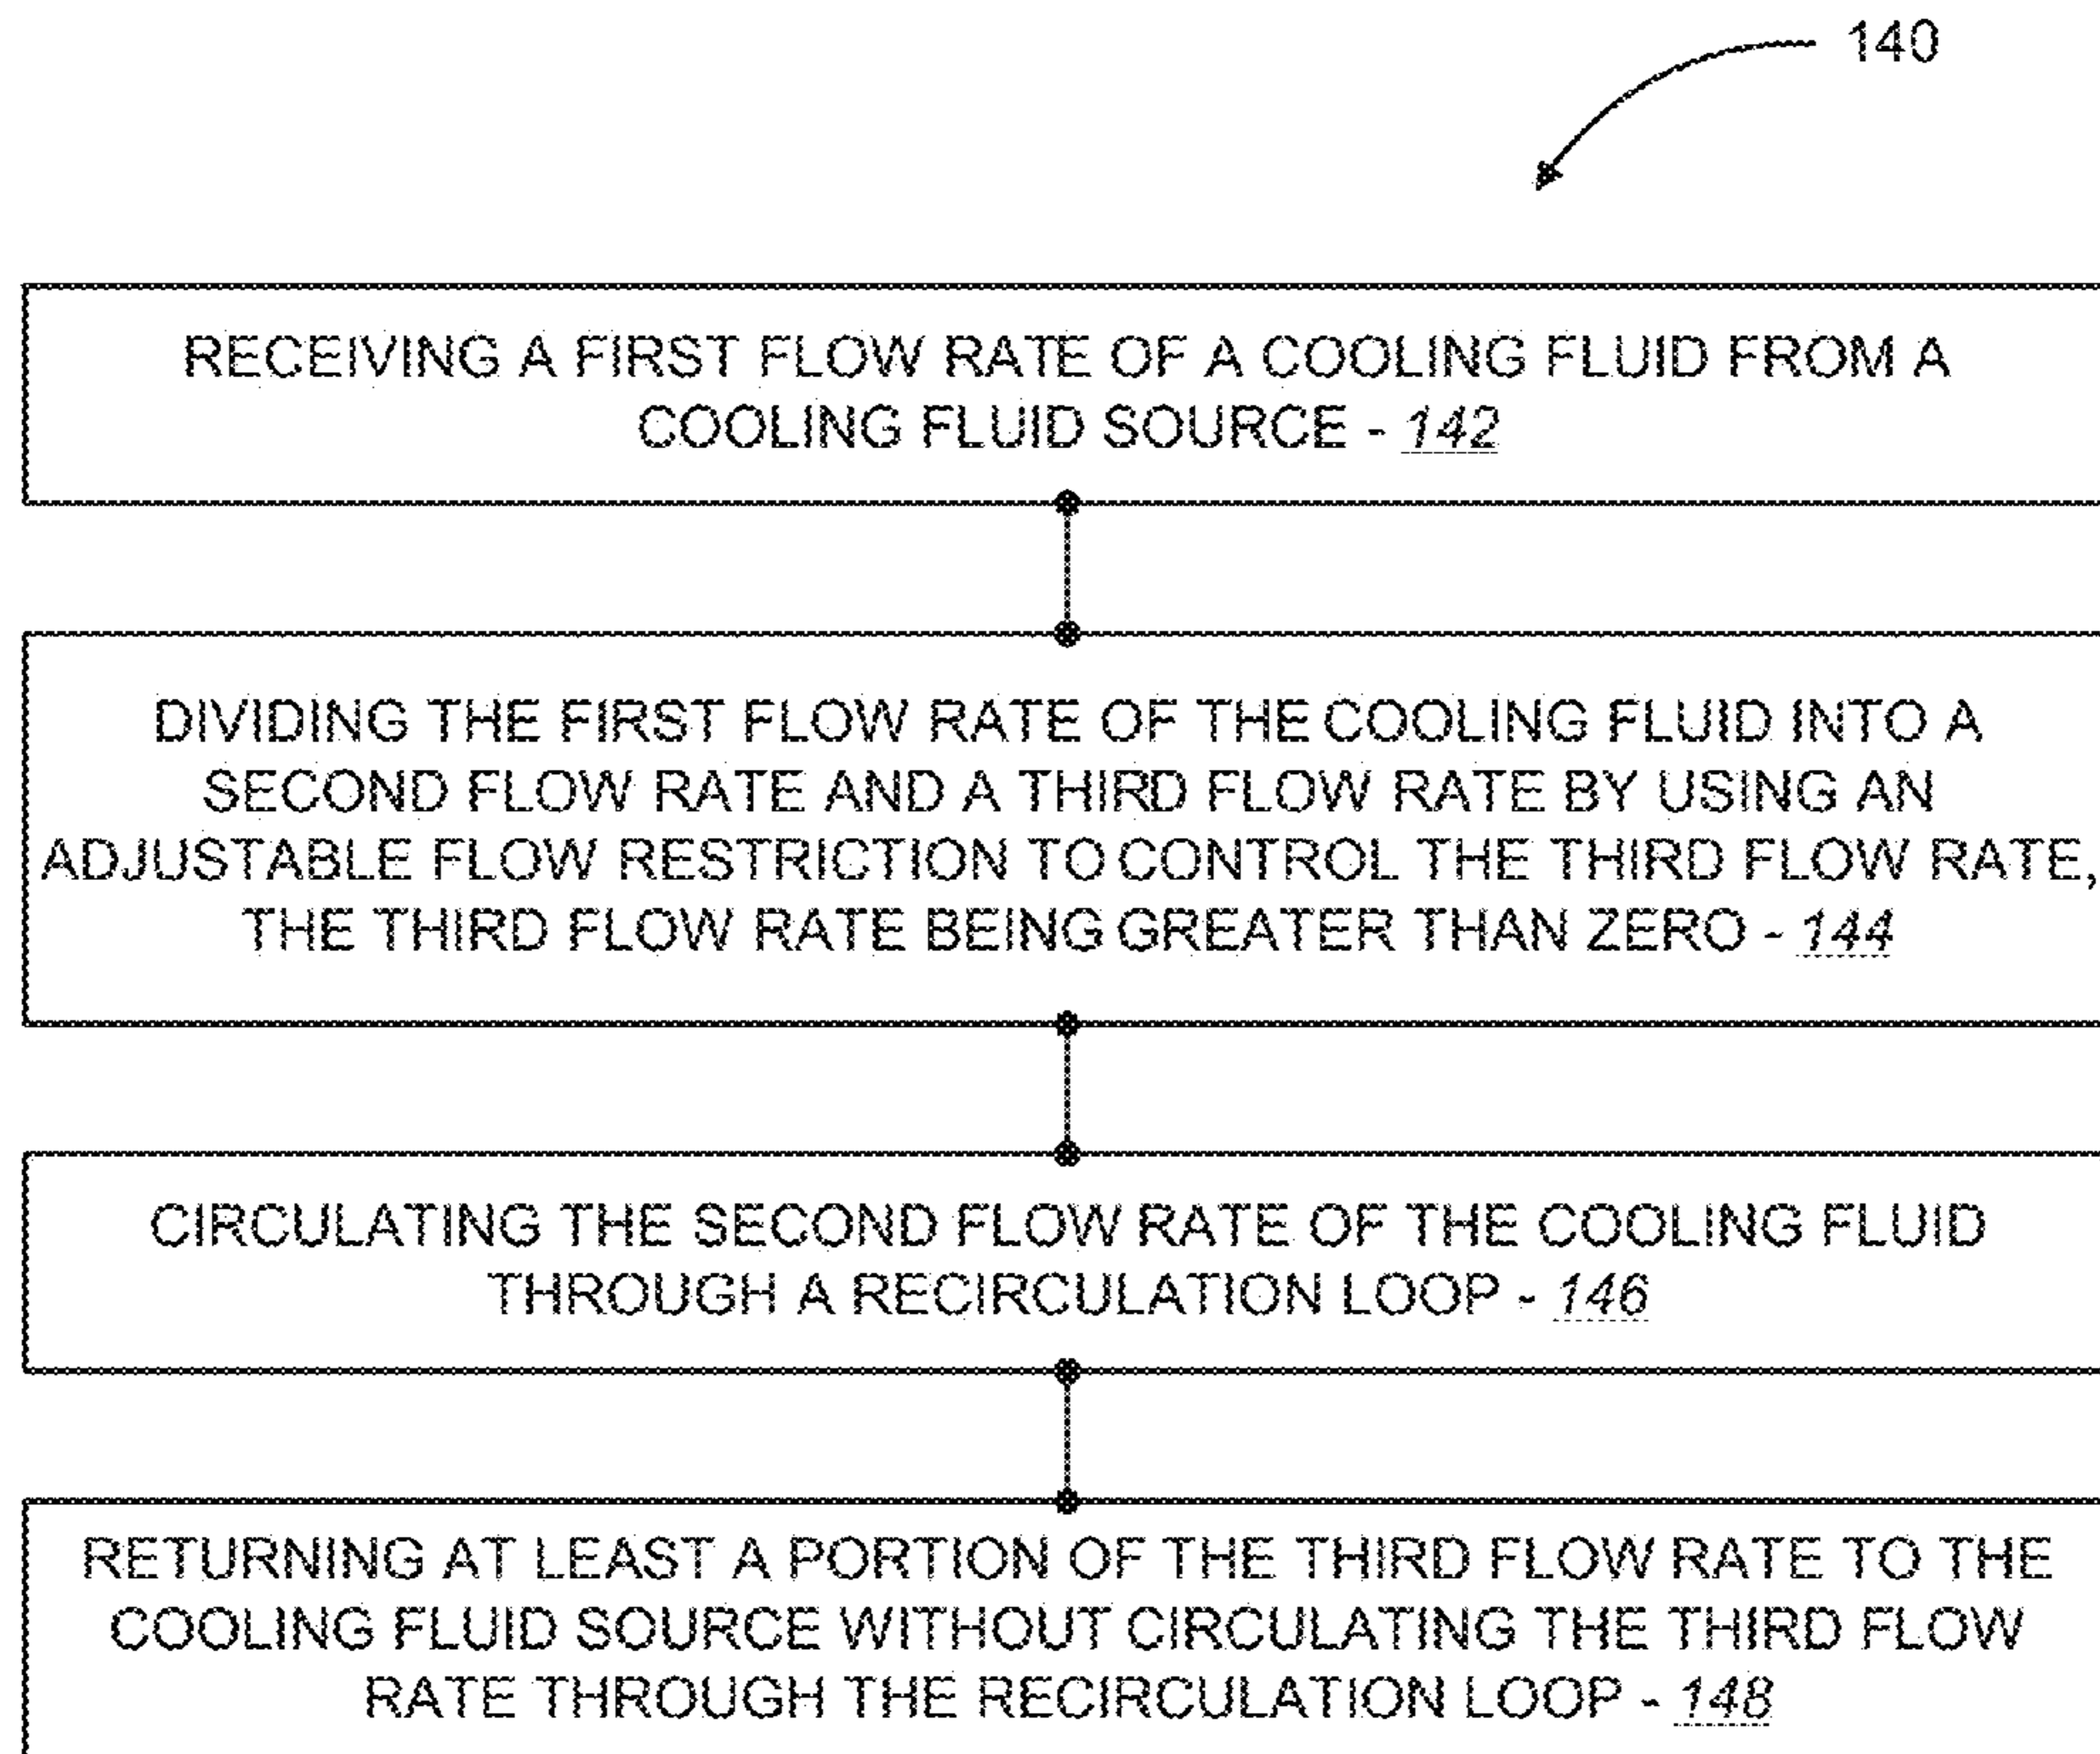 140
RECEIVING A FIRST FLOW RATE OF A COOLING FLUID FROM A
COOLING FLUID SOURCE - 142
DIVIDING THE FIRST FLOW RATE OF THE COOLING FLUID INTO A
SECOND FLOW RATE AND A THIRD FLOW RATE BY USING AN
ADJUSTABLE FLOW RESTRICTION TO CONTROL THE THIRD FLOW RATE,
THE THIRD FLOW RATE BEING GREATER THAN ZERO - 144
CIRCULATING THE SECOND FLOW RATE OF THE COOLING FLUID
THROUGH A RECIRCULATION LOOP - 146
RETURNING AT LEAST A PORTION OF THE THIRD FLOW RATE TO THE
COOLING FLUID SOURCE WITHOUT CIRCULATING THE THIRD FLOW
RATE THROUGH THE RECIRCULATION LOOP - 148